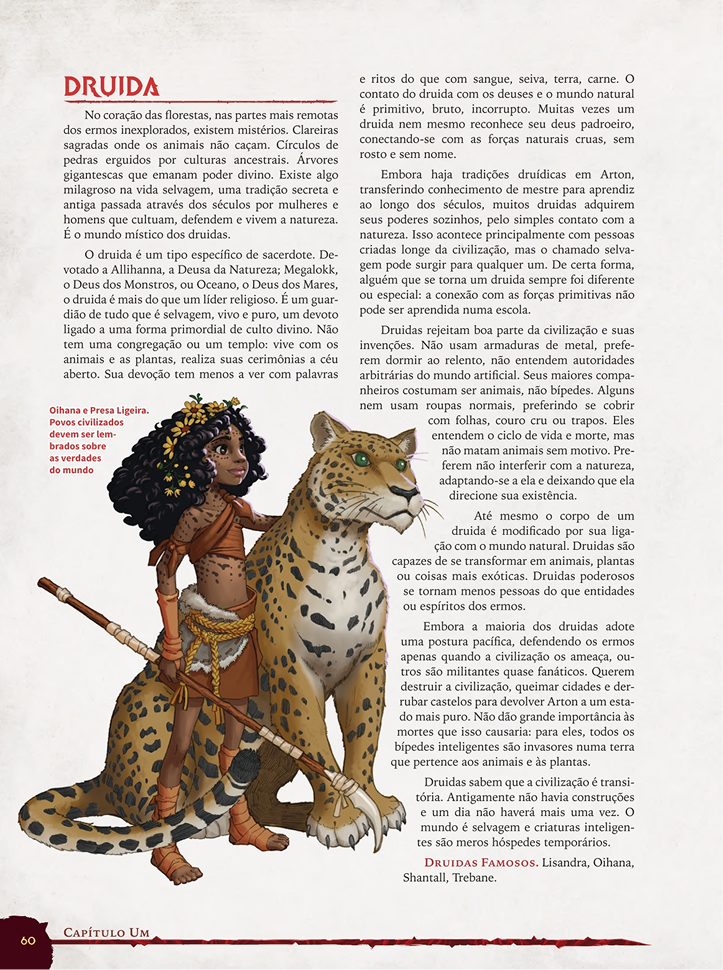 DRUIDA
No coração das florestas, nas partes mais remotas
dos ermos inexplorados, existem mistérios. Clareiras
sagradas onde os animais não caçam. Círculos de
pedras erguidos por culturas ancestrais. Árvores
gigantescas que emanam poder divino. Existe algo
milagroso na vida selvagem, uma tradição secreta e
antiga passada através dos séculos por mulheres e
homens que cultuam, defendem e vivem a natureza.
É o mundo místico dos druidas.
O druida é um tipo específico de sacerdote. De-
votado a Allihanna, a Deusa da Natureza; Megalokk,
o Deus dos Monstros, ou Oceano, o Deus dos Mares,
o druida é mais do que um líder religioso. É um guar-
dião de tudo que é selvagem, vivo e puro, um devoto
ligado a uma forma primordial de culto divino. Não
tem uma congregação ou um templo: vive com os
animais e as plantas, realiza suas cerimônias a céu
aberto. Sua devoção tem menos a ver com palavras
Oihana e Presa Ligeira.
Povos civilizados
devem ser lem-
brados sobre
as verdades
do mundo
e ritos do que com sangue, seiva, terra, carne. O
contato do druida com os deuses e o mundo natural
é primitivo, bruto, incorrupto. Muitas vezes um
druida nem mesmo reconhece seu deus padroeiro,
conectando-se com as forças naturais cruas, sem
rosto e sem nome.
Embora haja tradições druídicas em Arton,
transferindo conhecimento de mestre para aprendiz
ao longo dos séculos, muitos druidas adquirem
seus poderes sozinhos, pelo simples contato com a
natureza. Isso acontece principalmente com pessoas
criadas longe da civilização, mas o chamado selva-
gem pode surgir para qualquer um. De certa forma,
alguém que se torna um druida sempre foi diferente
ou especial: a conexão com as forças primitivas não
pode ser aprendida numa escola.
Druidas rejeitam boa parte da civilização e suas
invenções. Não usam armaduras de metal, prefe-
rem dormir ao relento, não entendem autoridades
arbitrárias do mundo artificial. Seus maiores compa-
nheiros costumam ser animais, não bípedes. Alguns
nem usam roupas normais, preferindo se cobrir
com folhas, couro cru ou trapos. Eles
entendem o ciclo de vida e morte, mas
não matam animais sem motivo. Pre-
ferem não interferir com a natureza,
adaptando-se a ela e deixando que ela
direcione sua existência.
Até mesmo o corpo de um
druida é modificado por sua liga-
ção com o mundo natural. Druidas são
capazes de se transformar em animais, plantas
ou coisas mais exóticas. Druidas poderosos
se tornam menos pessoas do que entidades
ou espíritos dos ermos.
Embora a maioria dos druidas adote
uma postura pacífica, defendendo os ermos
apenas quando a civilização os ameaça, ou-
tros são militantes quase fanáticos. Querem
destruir a civilização, queimar cidades e der-
rubar castelos para devolver Arton a um esta-
do mais puro. Não dão grande importância às
mortes que isso causaria: para eles, todos os
bípedes inteligentes são invasores numa terra
que pertence aos animais e às plantas.
Druidas sabem que a civilização é transi-
tória. Antigamente não havia construções
e um dia não haverá mais uma vez. O
mundo é selvagem e criaturas inteligen-
tes são meros hóspedes temporários.
Druidas Famosos. Lisandra, Oihana,
Shantall, Trebane.
60
Capítulo Um